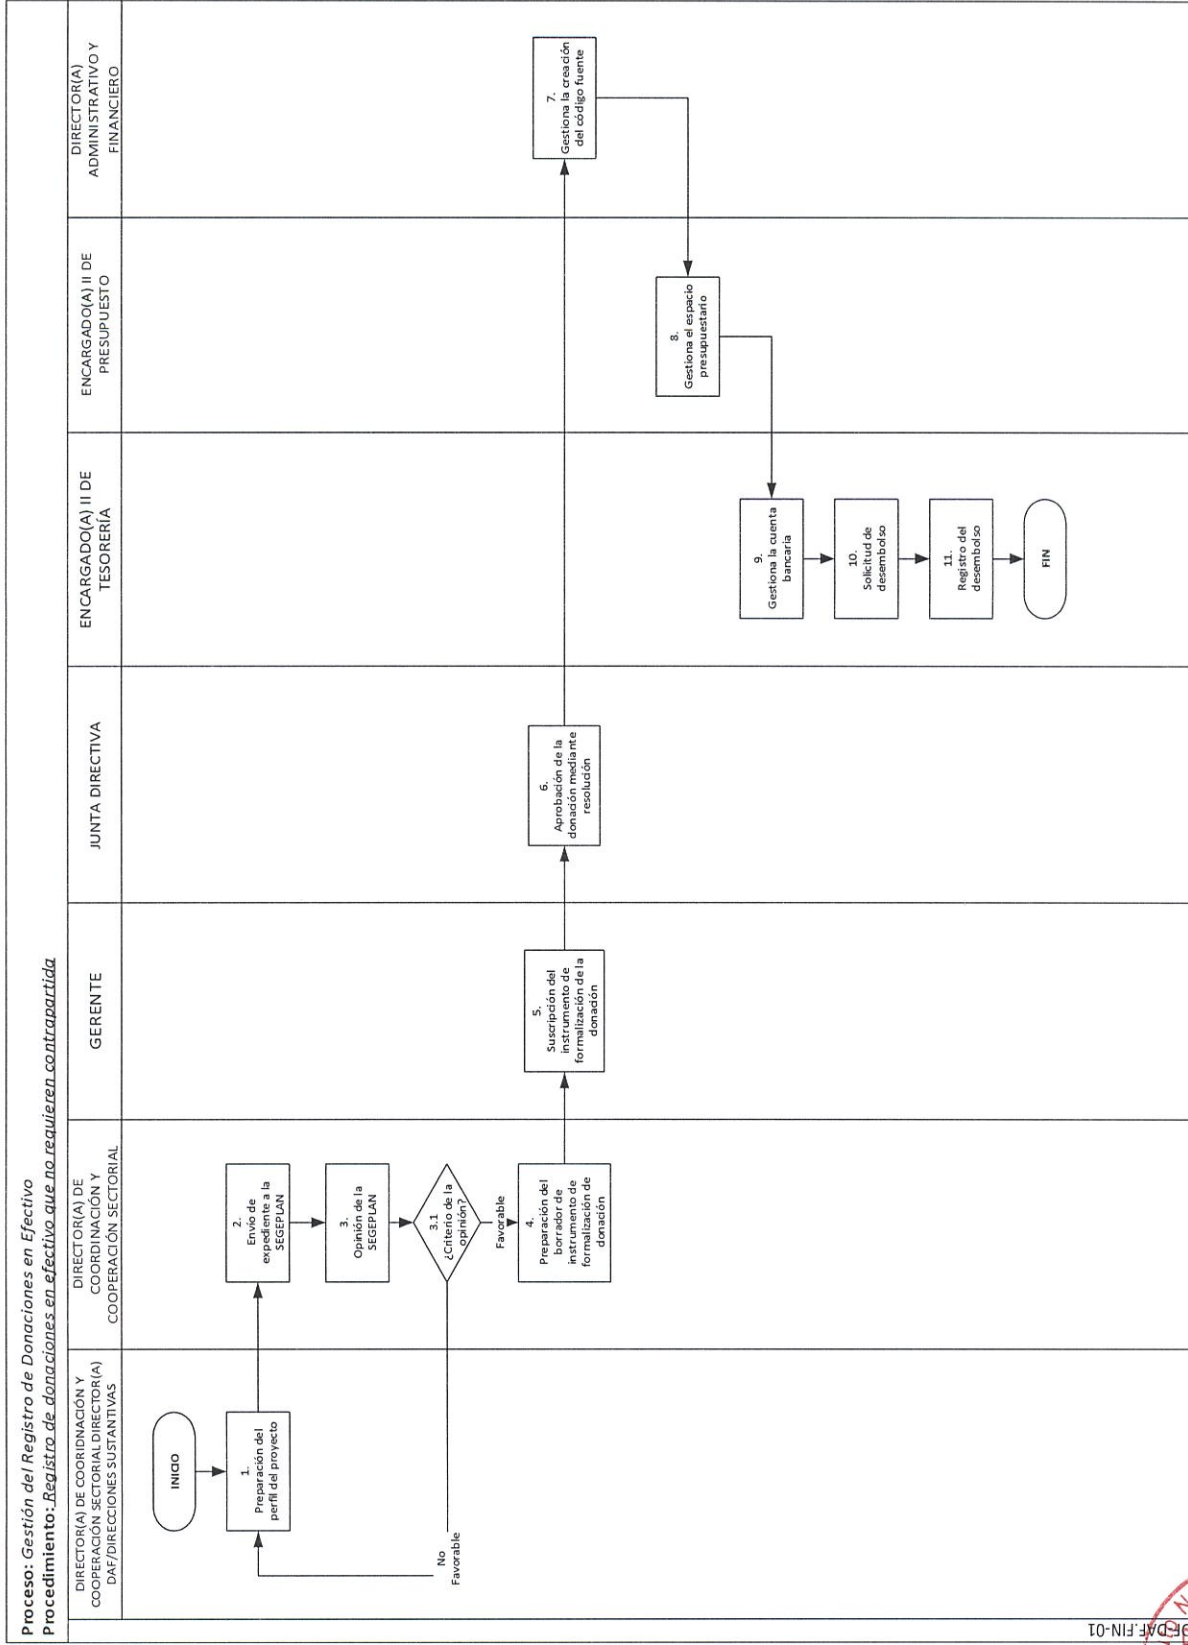 Proceso: Gestión del Registro de Donaciones en Efectivo
Procedimiento: Registro de donaciones en efectivo que no requieren contrapartida
DIRECTOR(A) DE COORIDNACIÓN Y
COOPERACIÓN SECTORIAL DIRECTOR(A)
DAF/DIRECCIONES SUSTANTIVAS
DIRECTOR(A) DE
COORDINACIÓN Y
COOPERACIÓN SECTORIAL
GERENTE
JUNTA DIRECTIVA
ENCARGADO(A) II DE
TESORERÍA
ENCARGADO(A) II DE
PRESUPUESTO
DIRECTOR(A)
ADMINISTRATIVO Y
FINANCIERO
INICIO
1.
Preparación del
perfil del proyecto
2.
Envío de
expediente a la
SEGEPLAN
3.
Opinión de la
SEGEPLAN
3.1
¿Criterio de la
opinión?
No
Favorable
Favorable
4.
Preparación del
borrador de
instrumento de
formalización de
donación
5.
Suscripción del
instrumento de
formalización de la
donación
6.
Aprobación de la
donación mediante
resolución
7.
Gestiona la creación
del código fuente
8.
Gestiona el espacio
presupuestario
9.
Gestiona la cuenta
bancaria
10.
Solicitud de
desembolso
11.
Registro del
desembolso
FIN
DAF.FIN-01